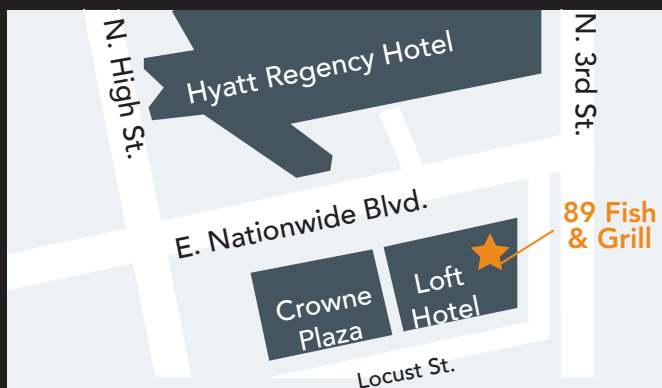 N. High St.
Hyatt Regency Hotel
N. 3rd St.
E. Nationwide Blvd.
89 Fish
& Grill
Crowne
Plaza
Loft
Hotel
Locust St.